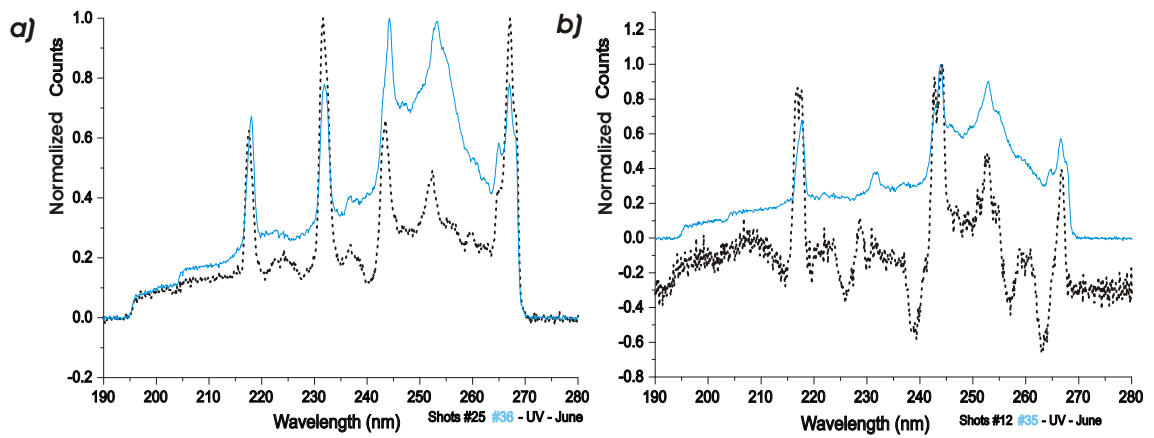 a)
Normalized Counts
1.0
0.8
0.6
0.4
0.2
0.0
-0.2
190 200 210 220 230 240 250 260 270 280
Wavelength (nm)
Shots #25 #36 - UV - June
b)
Normalized Counts
1.2
1.0
0.8
0.6
0.4
0.2
0.0
-0.2
-0.4
-0.6
-0.8
190 200 210 220 230 240 250 260 270 280
Wavelength (nm)
Shots #12 #35 - UV - June